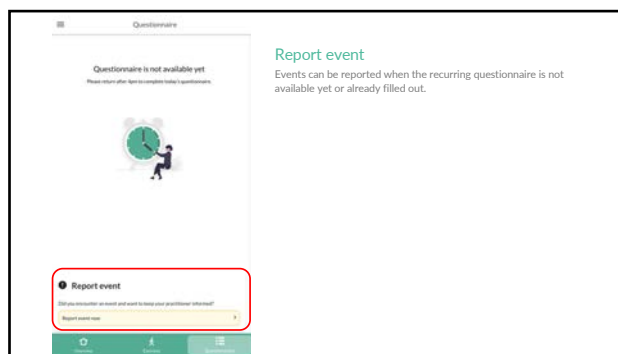 Questionnaire
Questionnaire is not available yet
Please return after 4pm to complete today's questionnaire.
Report event
Did you encounter an event and want to keep your practitioner informed?
Report event now
Questionnaire
Report event
Events can be reported when the recurring questionnaire is not
available yet or already filled out.